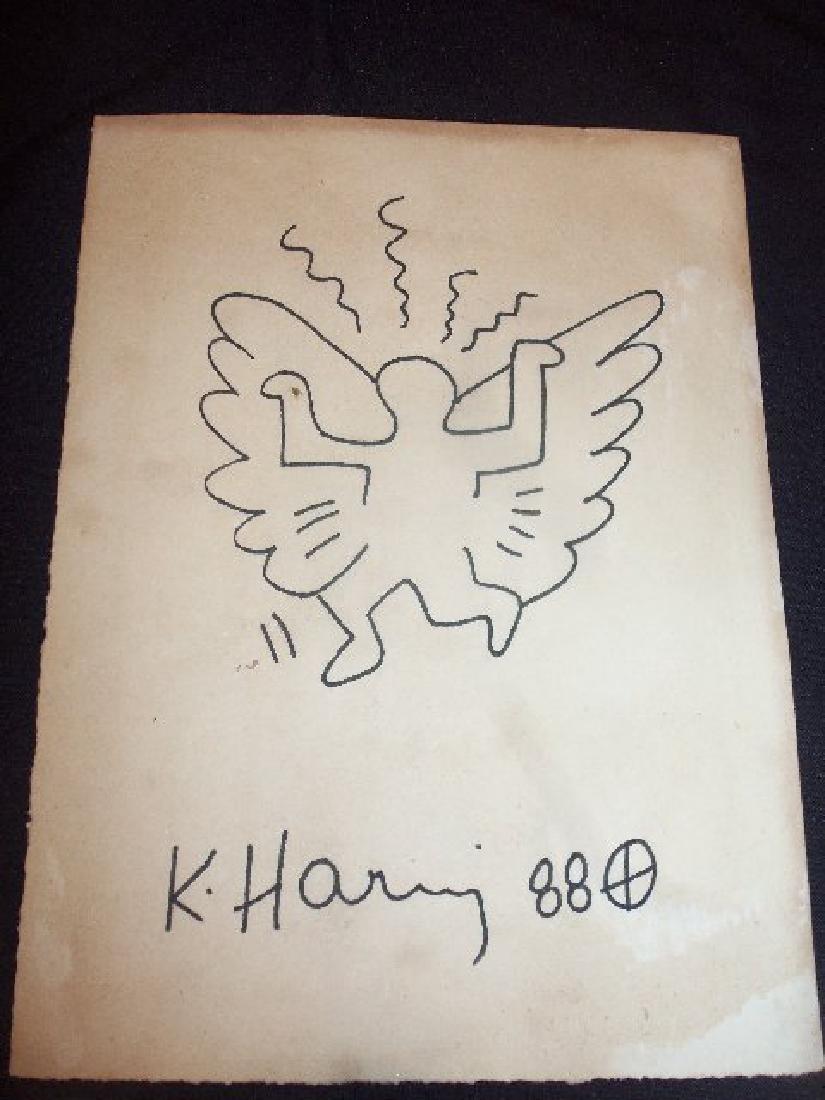 K. Haring 88 ⊕